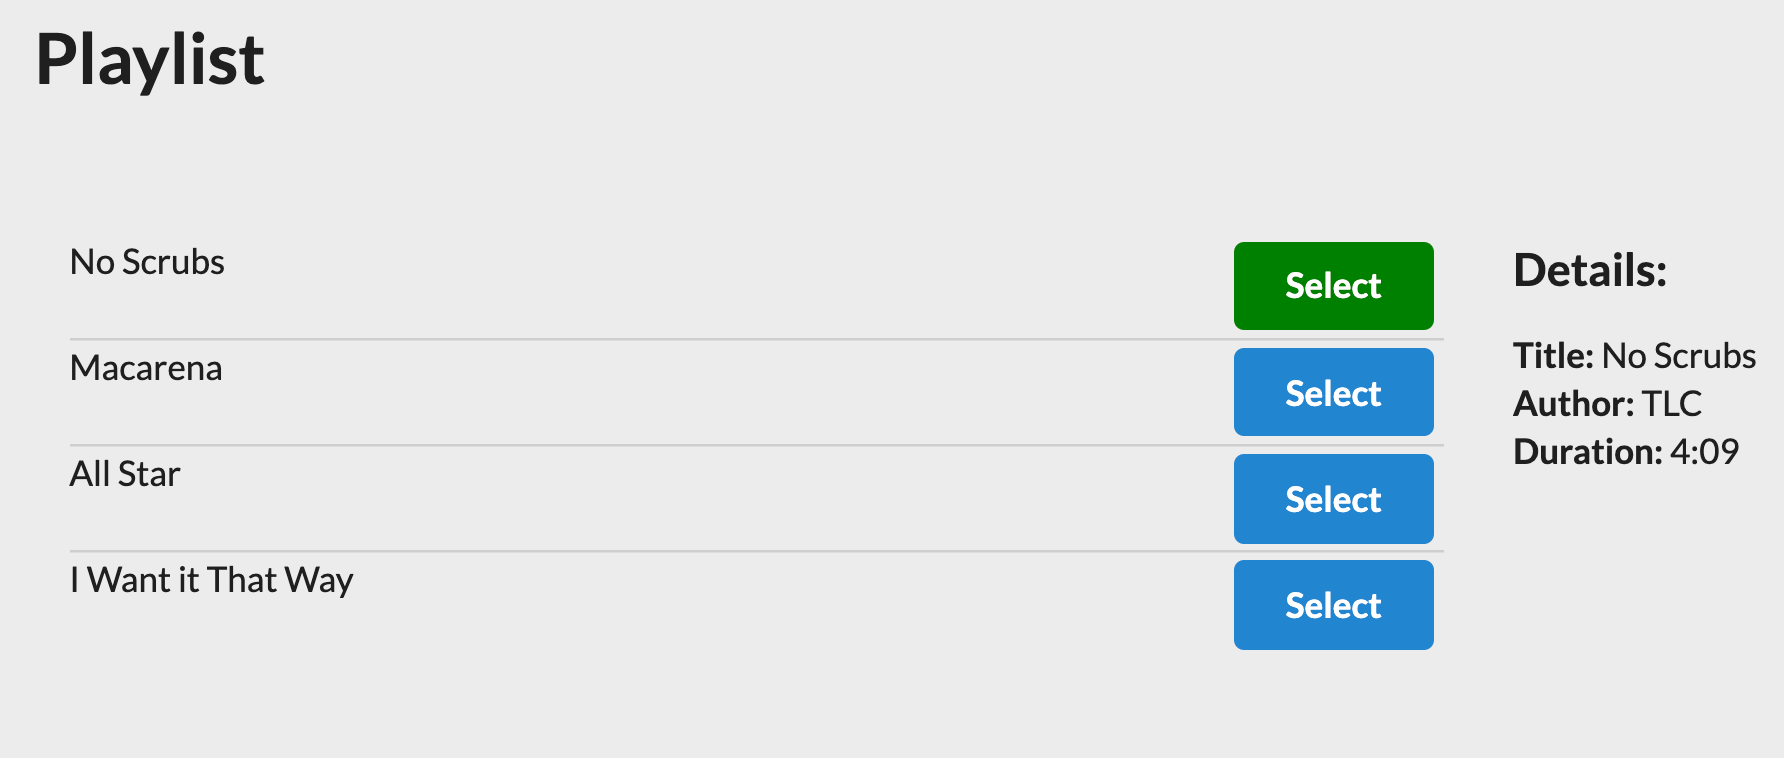 Playlist
No Scrubs
Select
Macarena
Select
All Star
Select
I Want it That Way
Select
Details:
Title: No Scrubs
Author: TLC
Duration: 4:09